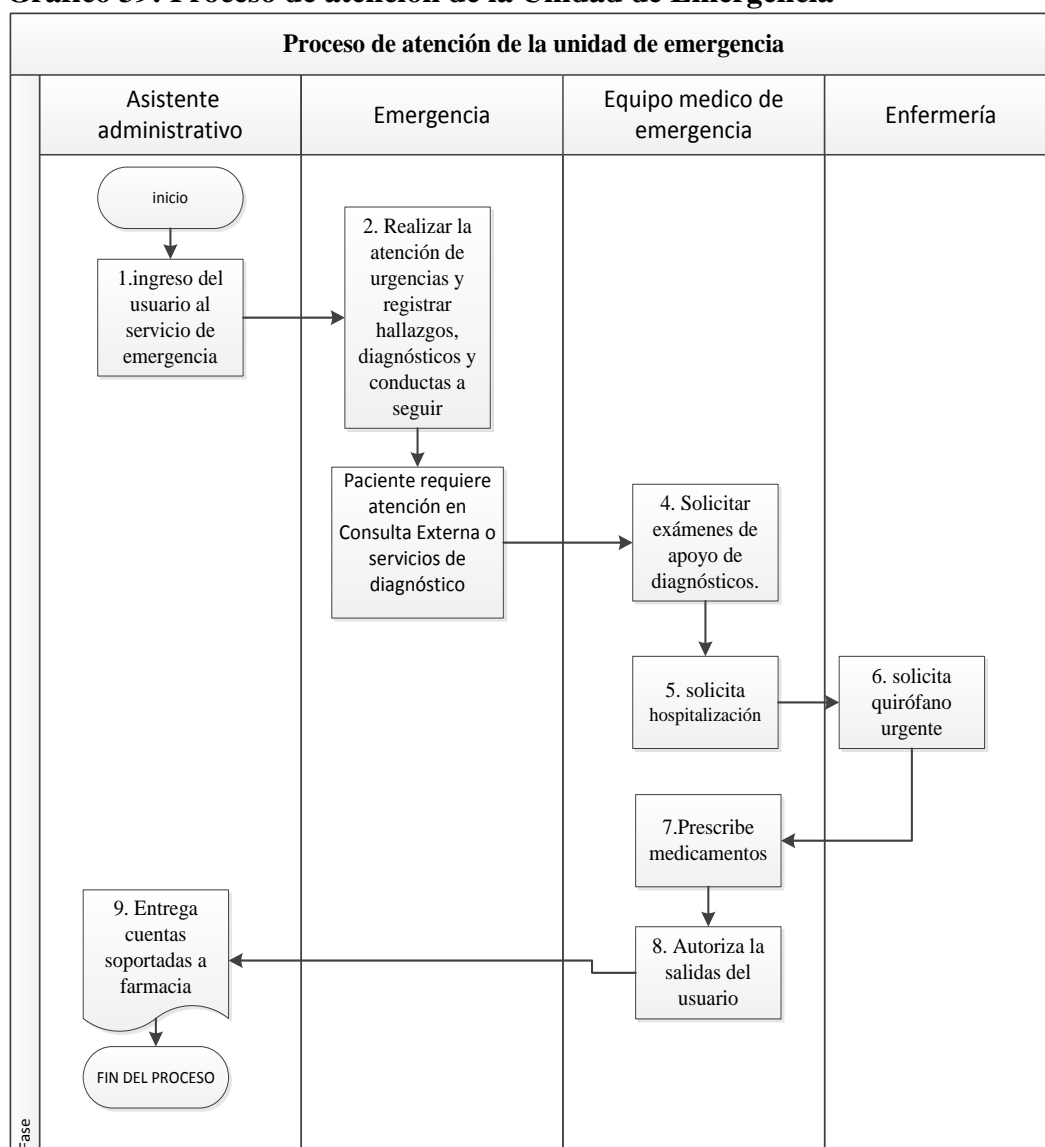 Gráfico 39: Proceso de atención de la Unidad de Emergencia
Proceso de atención de la unidad de emergencia
Asistente
administrativo
Emergencia
Equipo medico de
emergencia
Enfermería
inicio
1.ingreso del
usuario al
servicio de
emergencia
2. Realizar la
atención de
urgencias y
registrar
hallazgos,
diagnósticos y
conductas a
seguir
Paciente requiere
atención en
Consulta Externa o
servicios de
diagnóstico
4. Solicitar
exámenes de
apoyo de
diagnósticos.
5. solicita
hospitalización
6. solicita
quirófano
urgente
7.Prescribe
medicamentos
8. Autoriza la
salidas del
usuario
9. Entrega
cuentas
soportadas a
farmacia
FIN DEL PROCESO
Fase